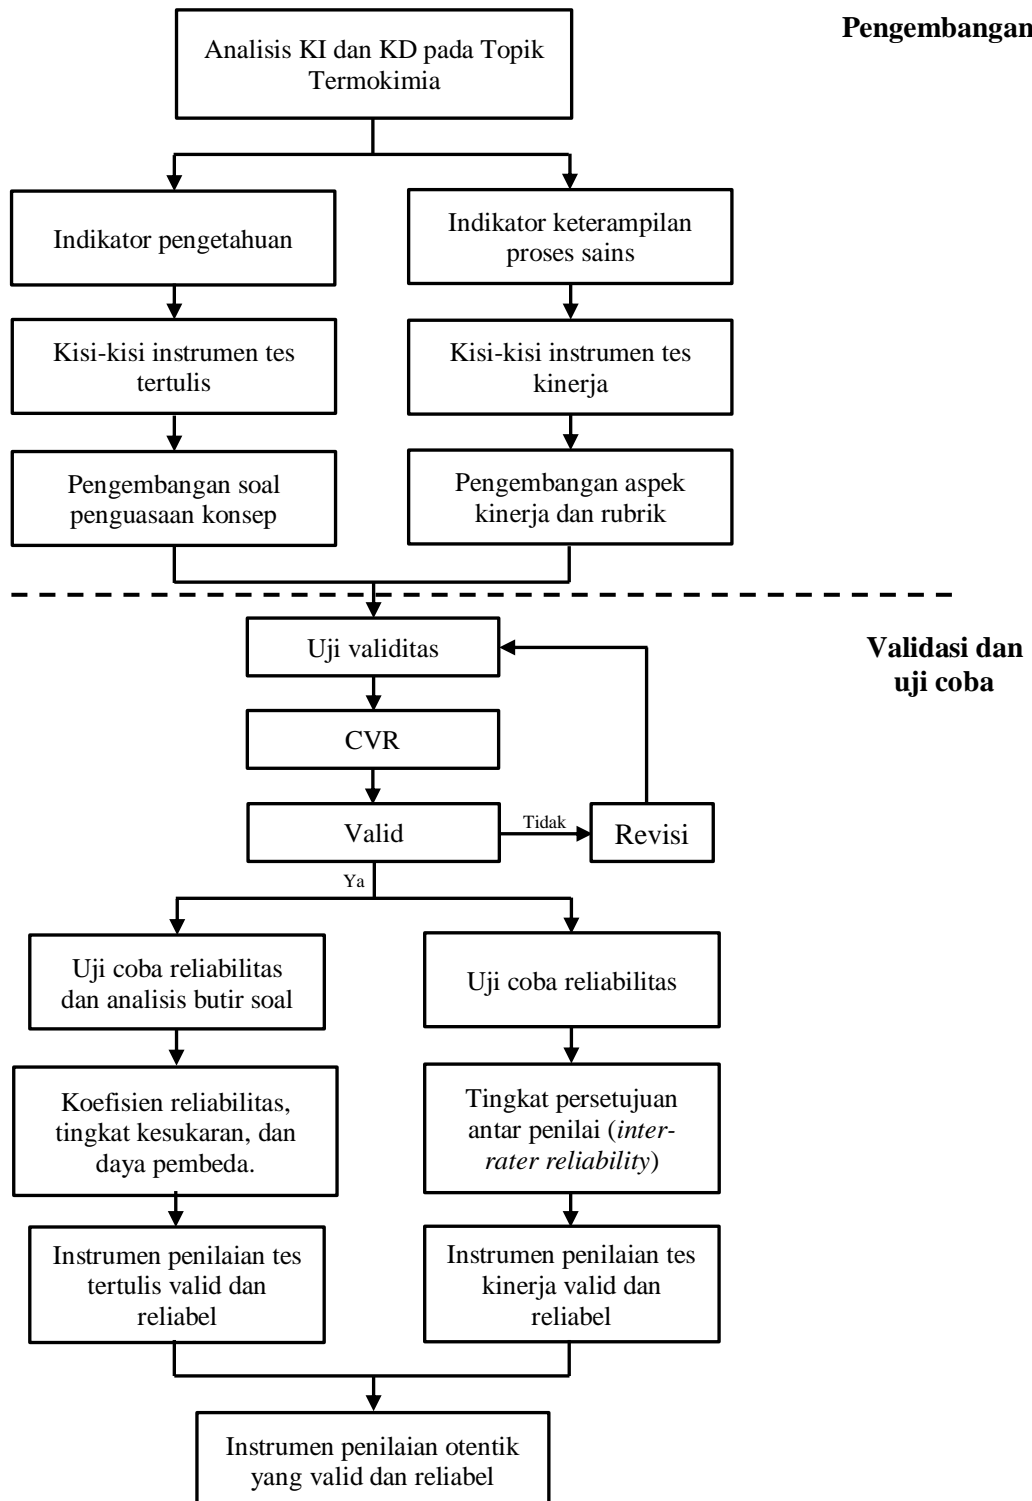 Pengembangan
Analisis KI dan KD pada Topik
Termokimia
Indikator pengetahuan
Indikator keterampilan
proses sains
Kisi-kisi instrumen tes
tertulis
Kisi-kisi instrumen tes
kinerja
Pengembangan soal
penguasaan konsep
Pengembangan aspek
kinerja dan rubrik
Uji validitas
Validasi dan
uji coba
CVR
Valid
Tidak
Revisi
Ya
Uji coba reliabilitas
dan analisis butir soal
Uji coba reliabilitas
Koefisien reliabilitas,
tingkat kesukaran, dan
daya pembeda.
Tingkat persetujuan
antar penilai (inter-
rater reliability)
Instrumen penilaian tes
tertulis valid dan
reliabel
Instrumen penilaian tes
kinerja valid dan
reliabel
Instrumen penilaian otentik
yang valid dan reliabel